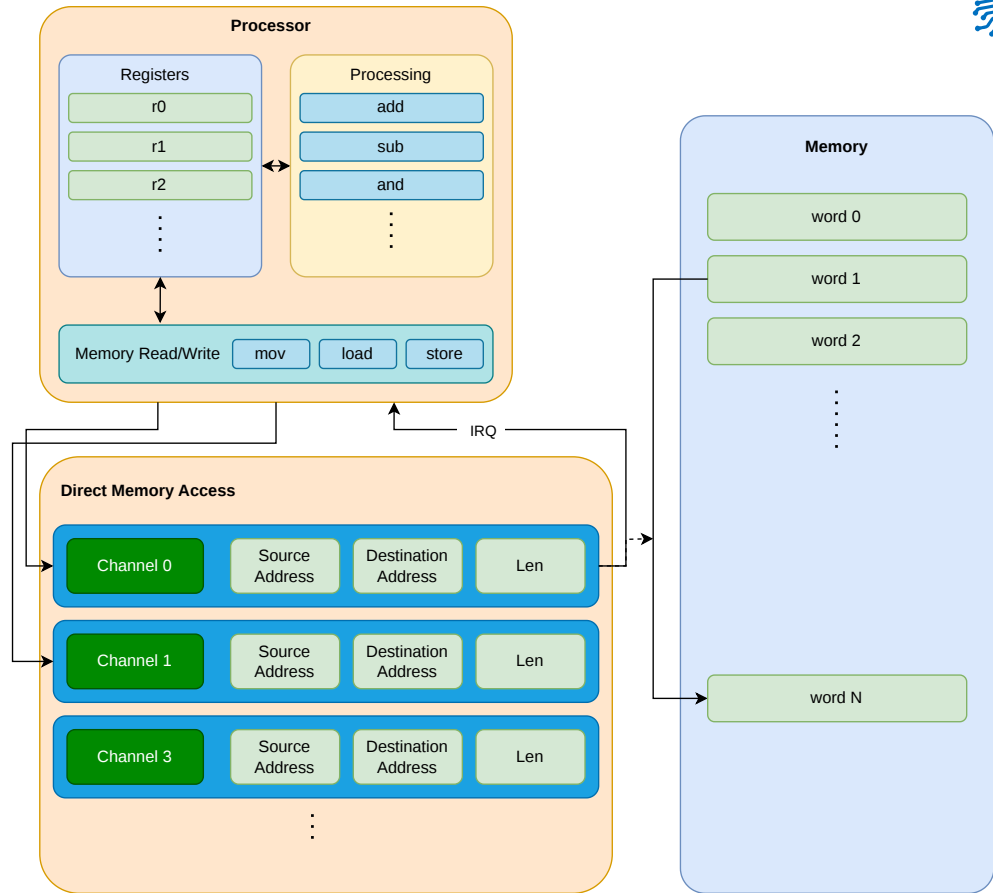 Processor
Registers
r0
r1
r2
Processing
add
sub
and
Memory Read/Write
mov
load
store
IRQ
Direct Memory Access
Channel 0
Source
Address
Destination
Address
Len
Channel 1
Source
Address
Destination
Address
Len
Channel 3
Source
Address
Destination
Address
Len
Memory
word 0
word 1
word 2
word N